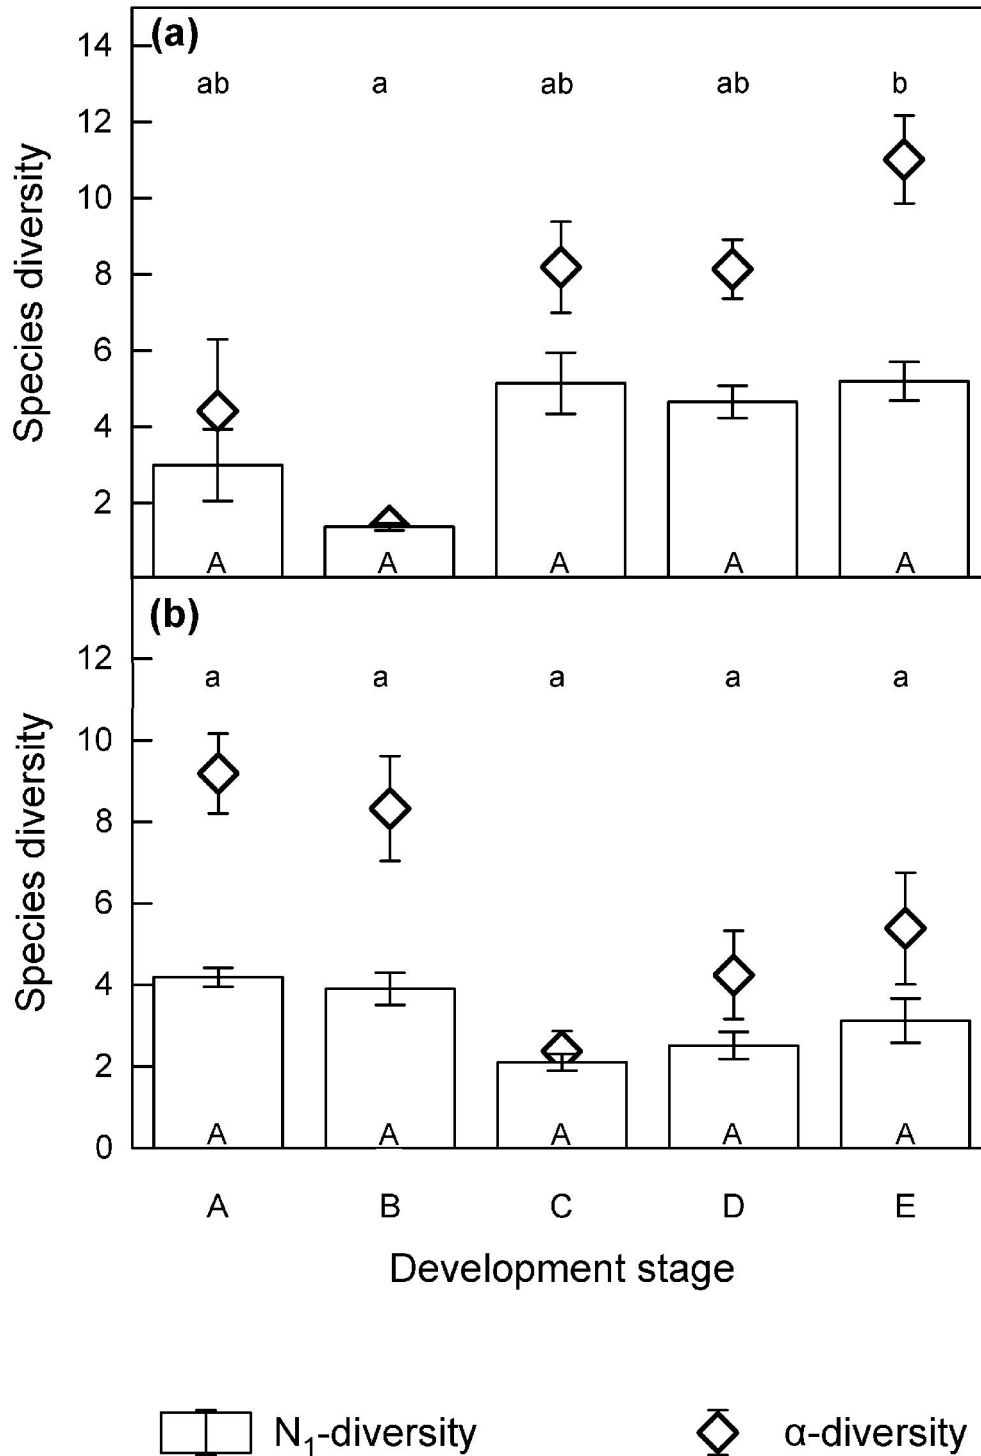 (a)
14
12
10
8
6
4
2
Species diversity
ab a ab ab b
A A A A A
(b)
12
10
8
6
4
2
0
Species diversity
a a a a a
A A A A A
A B C D E
Development stage
N₁-diversity α-diversity